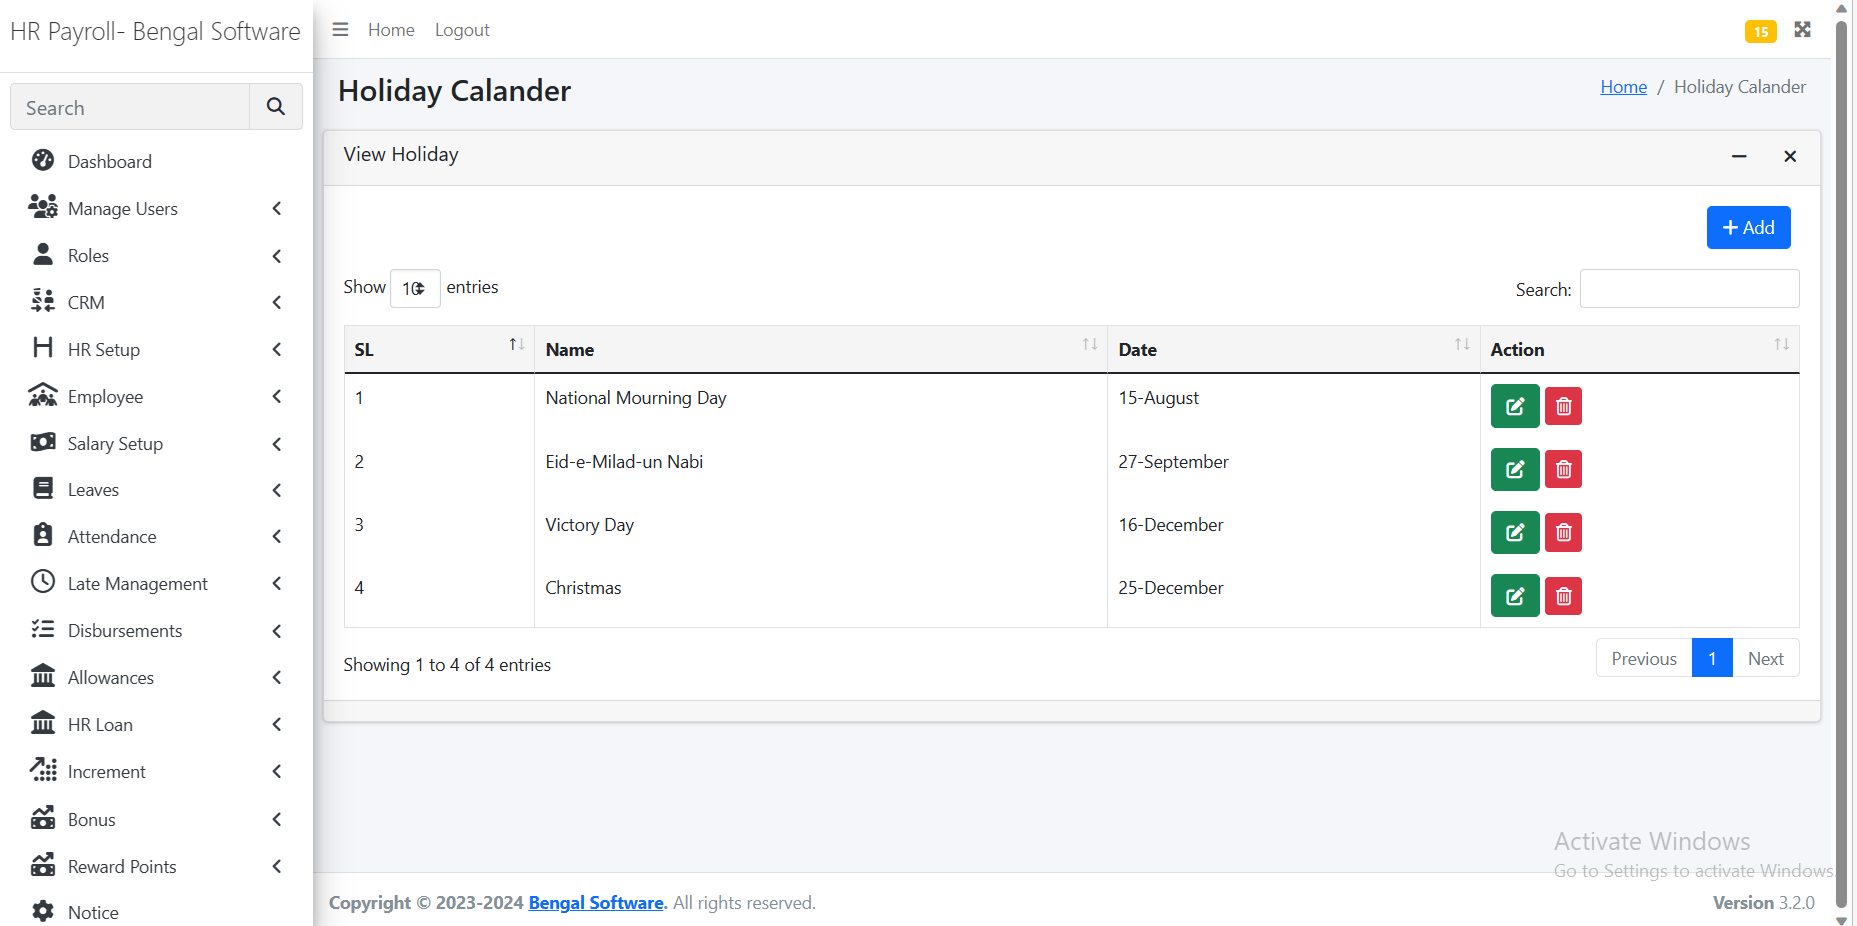 HR Payroll- Bengal Software
Home Logout
15
Search
Holiday Calander
Home / Holiday Calander
Dashboard
Manage Users
Roles
CRM
HR Setup
Employee
Salary Setup
Leaves
Attendance
Late Management
Disbursements
Allowances
HR Loan
Increment
Bonus
Reward Points
Notice
View Holiday
Add
Show 10 entries
Search:
SL Name Date Action
1 National Mourning Day 15-August
2 Eid-e-Milad-un Nabi 27-September
3 Victory Day 16-December
4 Christmas 25-December
Showing 1 to 4 of 4 entries
Previous 1 Next
Activate Windows
Go to Settings to activate Windows.
Copyright © 2023-2024 Bengal Software. All rights reserved.
Version 3.2.0